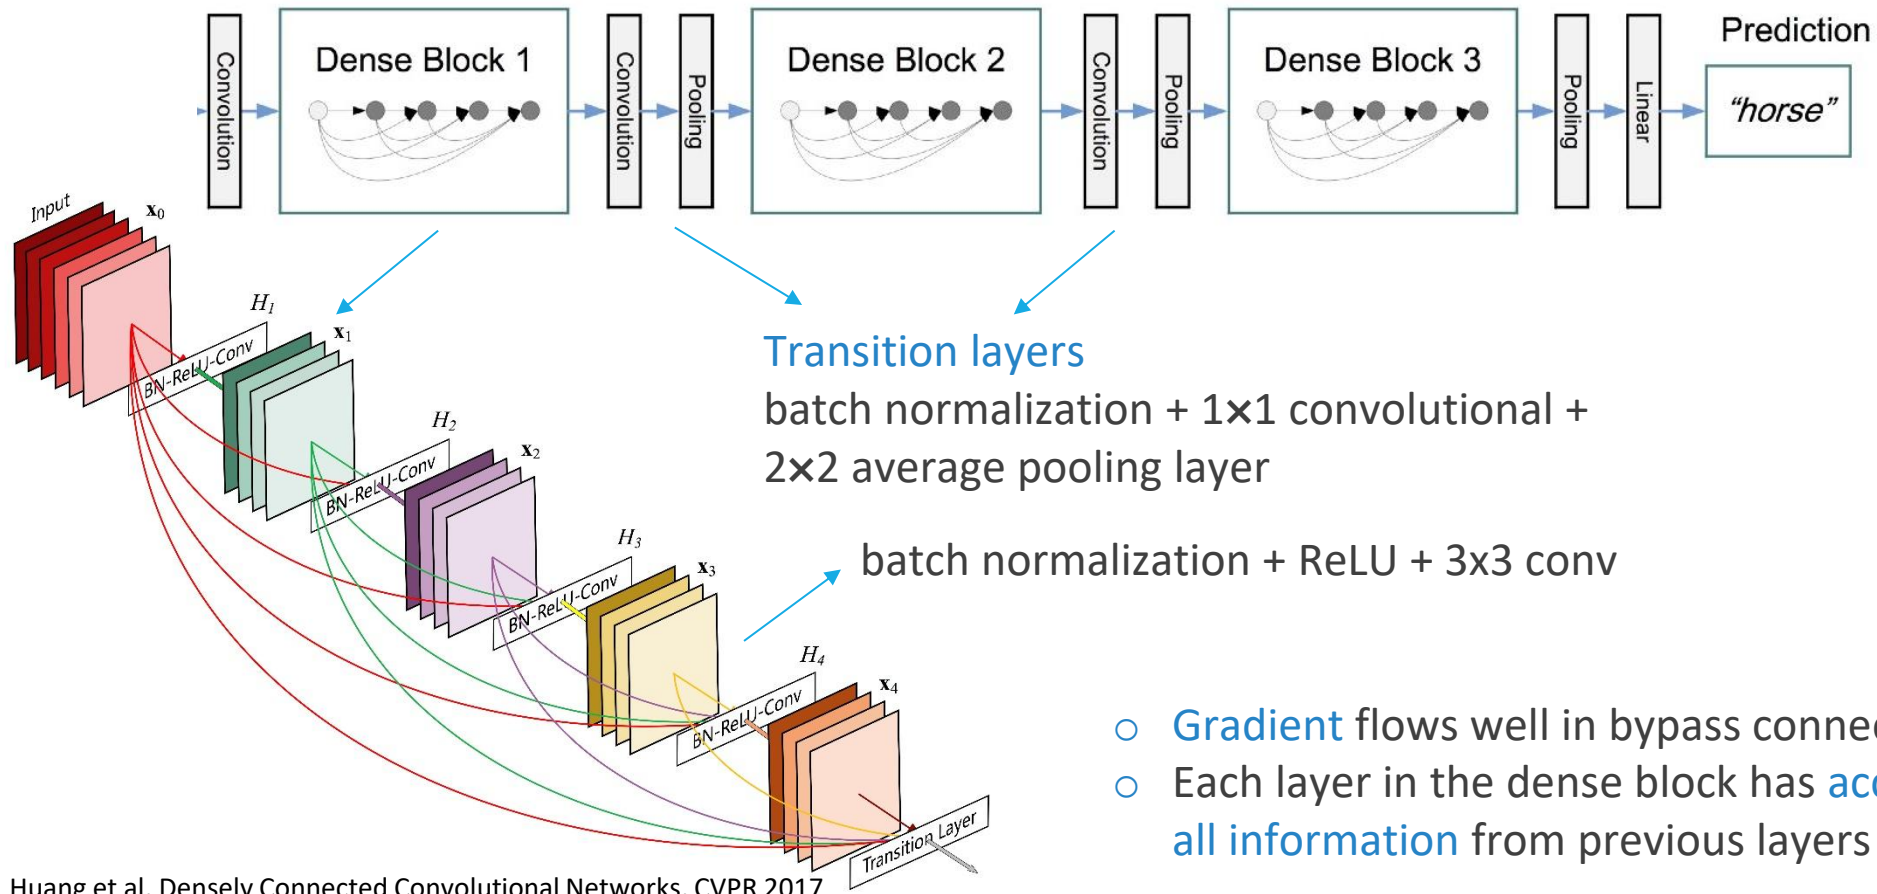 Prediction
Convolution
Dense Block 1
Convolution
Pooling
Dense Block 2
Convolution
Pooling
Dense Block 3
Pooling
Linear
“horse”
Input
x0
H1
BN-ReLU-Conv
x1
H2
BN-ReLU-Conv
x2
H3
BN-ReLU-Conv
x3
H4
BN-ReLU-Conv
x4
Transition Layer
Transition layers
batch normalization + 1×1 convolutional +
2×2 average pooling layer
batch normalization + ReLU + 3x3 conv
○ Gradient flows well in bypass
○ Each layer in the dense block has
all information from previous layers
Huang et al. Densely Connected Convolutional Networks. CVPR 2017